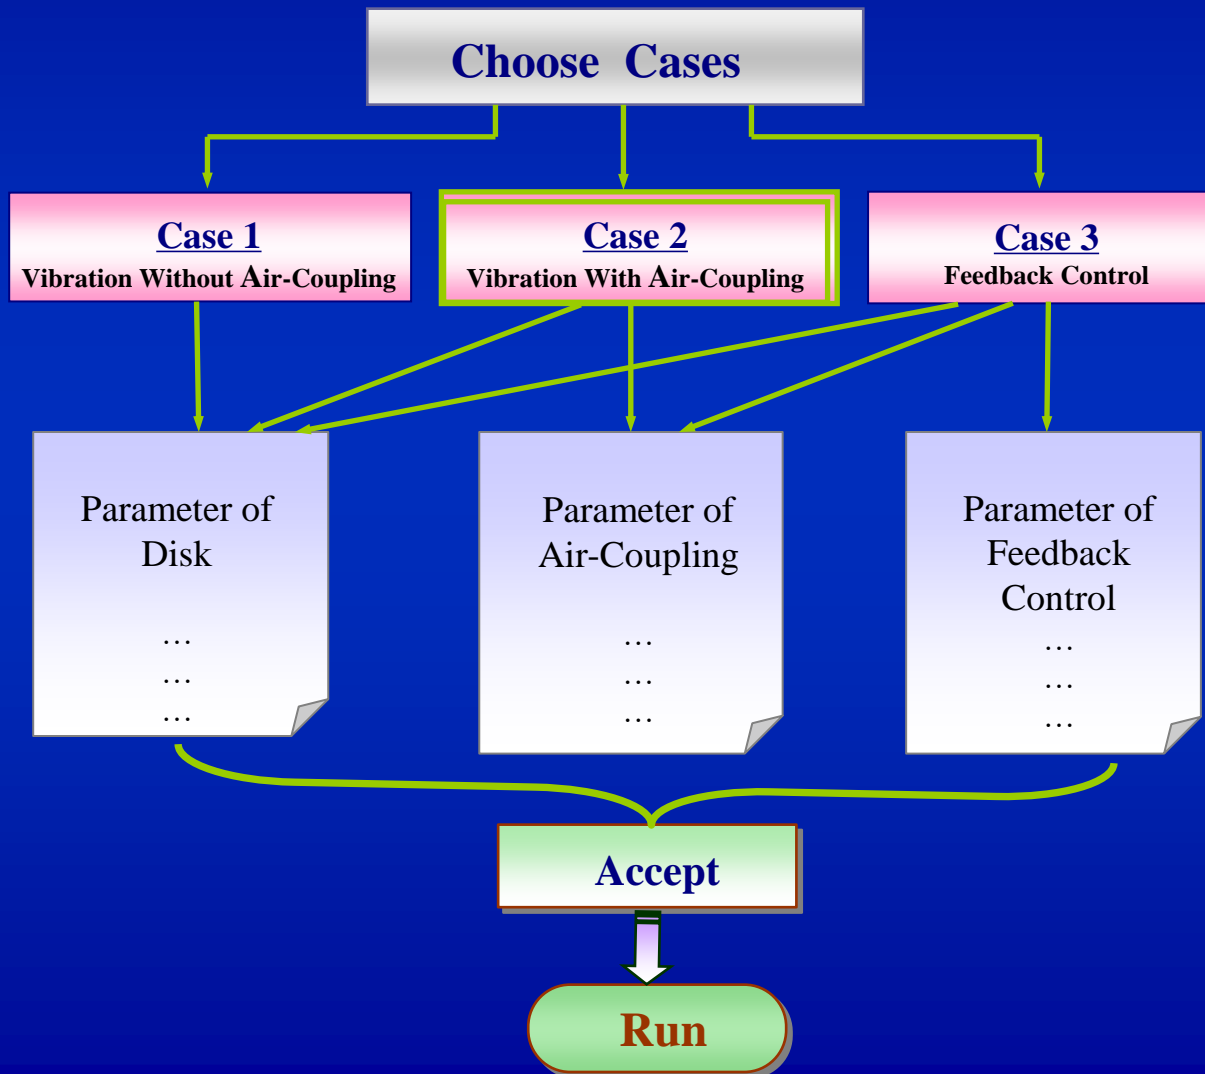 Choose Cases
Case 1
Vibration Without Air-Coupling
Case 2
Vibration With Air-Coupling
Case 3
Feedback Control
Parameter of
Disk
…
…
…
Parameter of
Air-Coupling
…
…
…
Parameter of
Feedback
Control
…
…
…
Accept
Run